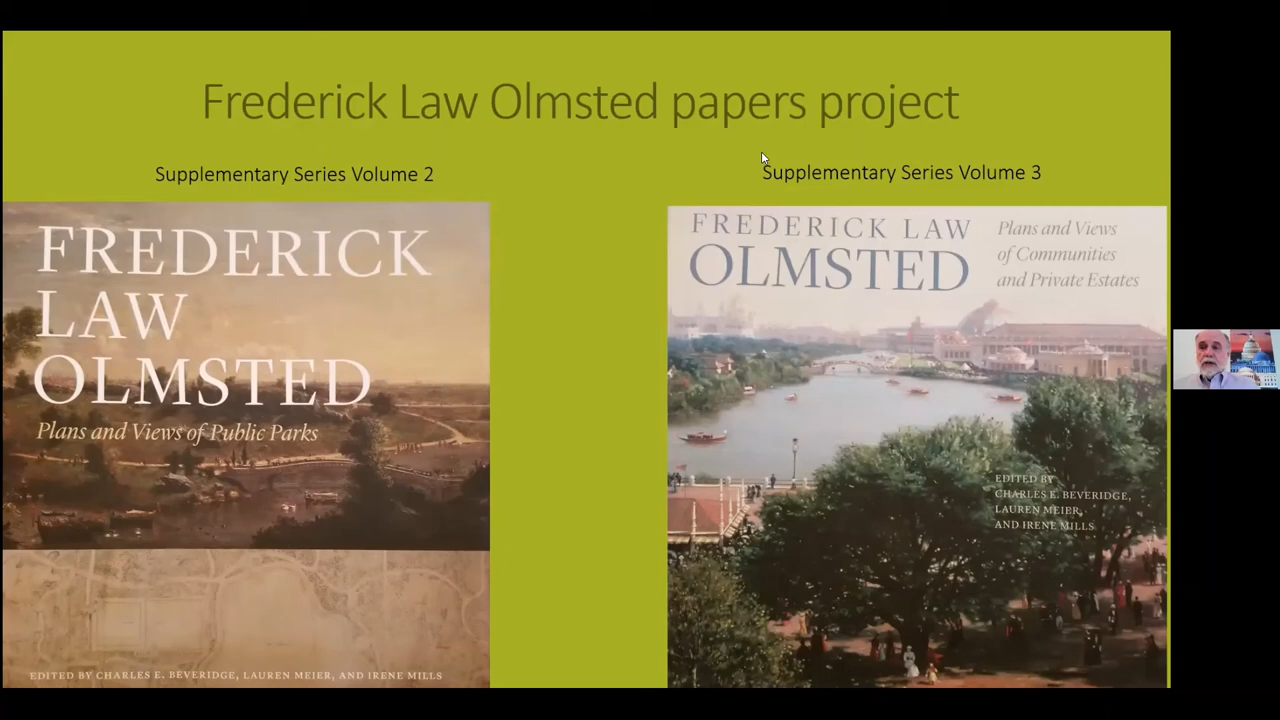 Frederick Law Olmsted papers project
Supplementary Series Volume 2
FREDERICK
LAW
OLMSTED
Plans and Views of Public Parks
EDITED BY CHARLES E. BEVERIDGE, LAUREN MEIER, AND IRENE MILLS
Supplementary Series Volume 3
FREDERICK LAW
OLMSTED
Plans and Views
of Communities
and Private Estates
EDITED BY
CHARLES E. BEVERIDGE,
LAUREN MEIER,
AND IRENE MILLS